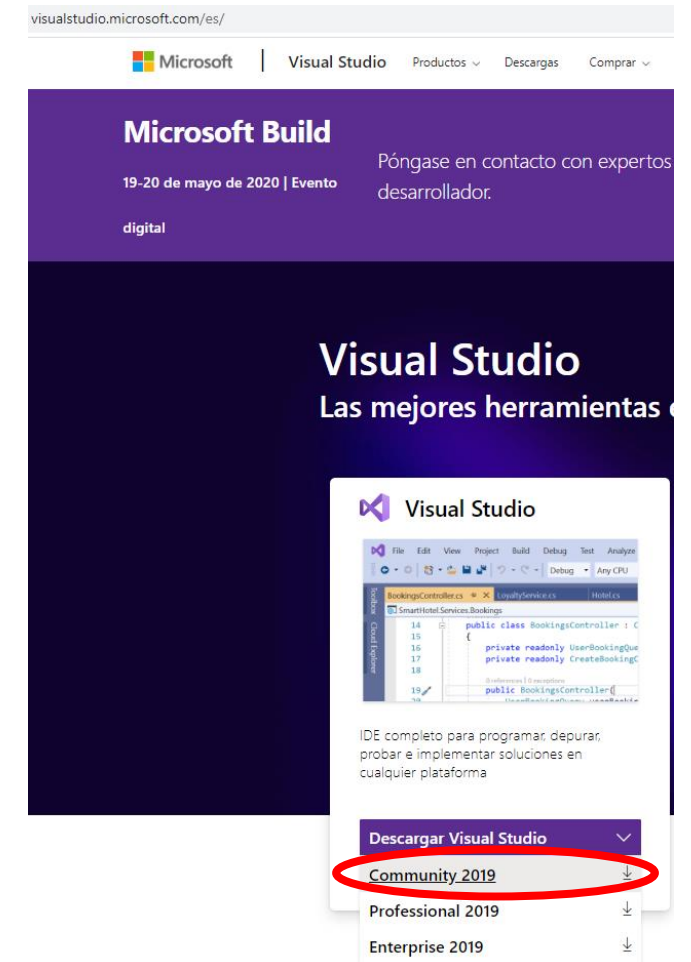 visualstudio.microsoft.com/es/
Microsoft | Visual Studio Productos Descargas Comprar
Microsoft Build
19-20 de mayo de 2020 | Evento
digital
Póngase en contacto con expertos
desarrollador.
Visual Studio
Las mejores herramientas
Visual Studio
File Edit View Project Build Debug Test Analyze
Debug Any CPU
Toolbox
Cloud Explorer
BookingsController.cs LoyaltyService.cs Hotel.cs
SmartHotel.Services.Bookings
14 public class BookingsController : C
15 {
16 private readonly UserBookingQue
17 private readonly CreateBookingC
18
0 references | 0 exceptions
19 public BookingsController(
IDE completo para programar, depurar,
probar e implementar soluciones en
cualquier plataforma
Descargar Visual Studio
Community 2019
Professional 2019
Enterprise 2019